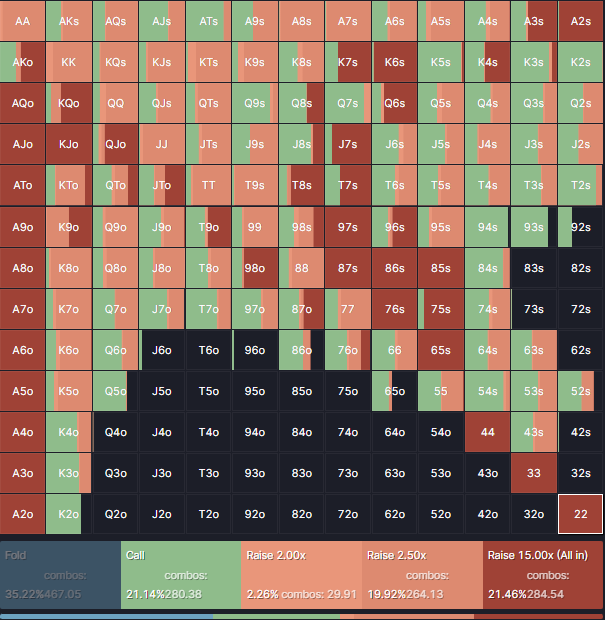 AA AKs AQs AJs ATs A9s A8s A7s A6s A5s A4s A3s A2s
AKo KK KQs KJs KTs K9s K8s K7s K6s K5s K4s K3s K2s
AQo KQo QQ QJs QTs Q9s Q8s Q7s Q6s Q5s Q4s Q3s Q2s
AJo KJo QJo JJ JTs J9s J8s J7s J6s J5s J4s J3s J2s
ATo KTo QTo JTo TT T9s T8s T7s T6s T5s T4s T3s T2s
A9o K9o Q9o J9o T9o 99 98s 97s 96s 95s 94s 93s 92s
A8o K8o Q8o J8o T8o 98o 88 87s 86s 85s 84s 83s 82s
A7o K7o Q7o J7o T7o 97o 87o 77 76s 75s 74s 73s 72s
A6o K6o Q6o J6o T6o 96o 86o 76o 66 65s 64s 63s 62s
A5o K5o Q5o J5o T5o 95o 85o 75o 65o 55 54s 53s 52s
A4o K4o Q4o J4o T4o 94o 84o 74o 64o 54o 44 43s 42s
A3o K3o Q3o J3o T3o 93o 83o 73o 63o 53o 43o 33 32s
A2o K2o Q2o J2o T2o 92o 82o 72o 62o 52o 42o 32o 22
Fold Call Raise 2.00x Raise 2.50x Raise 15.00x (All in)
combos: combos: combos: combos:
35.22%467.05 21.14%280.38 2.26% combos: 29.91 19.92%264.13 21.46%284.54